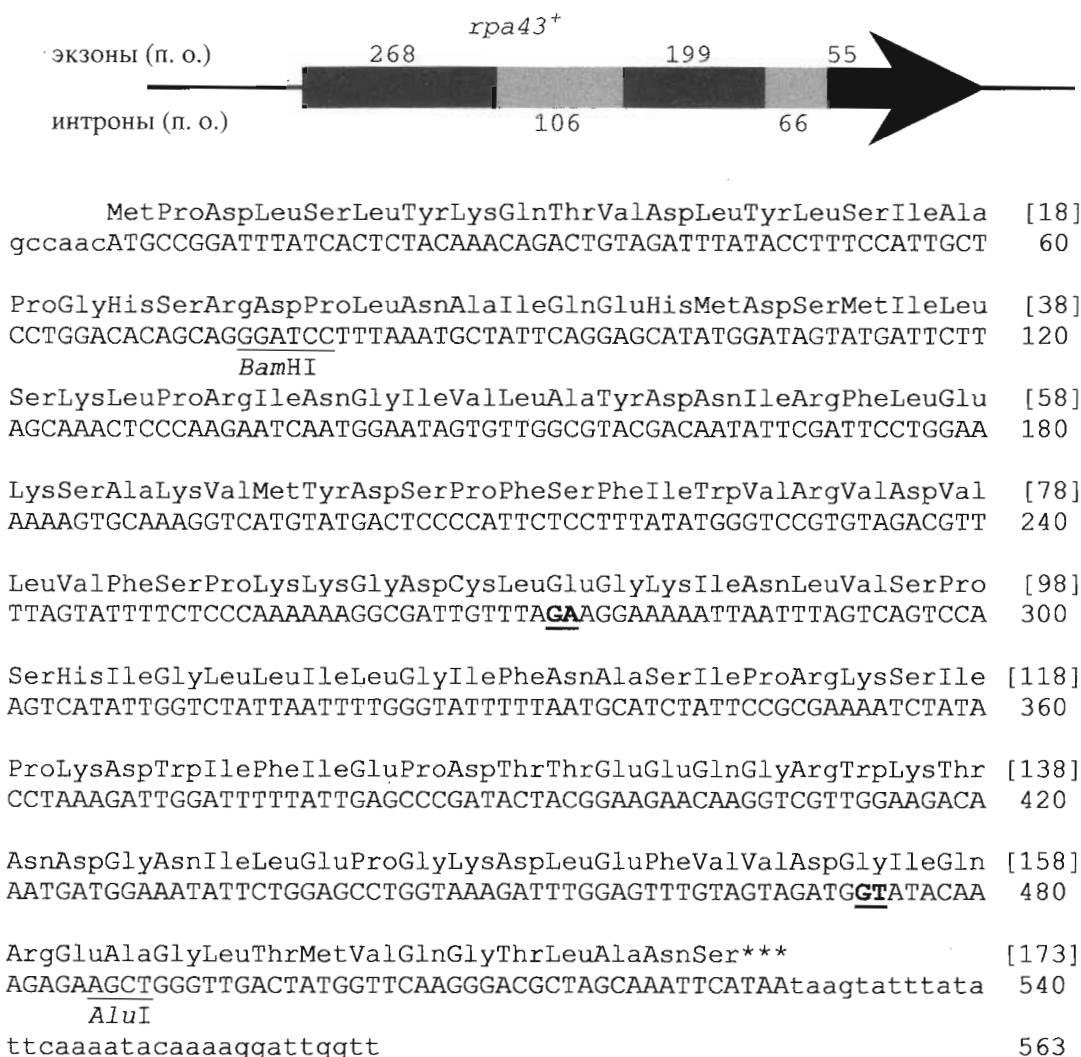 rpa43+
экзоны (п. о.) 268 199 55
интроны (п. о.) 106 66
MetProAspLeuSerLeuTyrLysGlnThrValAspLeuTyrLeuSerIleAla [18]
gccaacATGCCGGATTTATCACTCTACAAACAGACTGTAGATTTATACCTTTCCATTGCT 60
ProGlyHisSerArgAspProLeuAsnAlaIleGlnGluHisMetAspSerMetIleLeu [38]
CCTGGACACAGCAGGGATCCTTTAAATGCTATTCAGGAGCATATGGATAGTATGATTCTT 120
BamHI
SerLysLeuProArgIleAsnGlyIleValLeuAlaTyrAspAsnIleArgPheLeuGlu [58]
AGCAAACTCCCAAGAATCAATGGAATAGTGTTGGCGTACGACAATATTCGATTCCTGGAA 180
LysSerAlaLysValMetTyrAspSerProPheSerPheIleTrpValArgValAspVal [78]
AAAAGTGCAAAGGTCATGTATGACTCCCCATTCTCCTTTATATGGGTCCGTGTAGACGTT 240
LeuValPheSerProLysLysGlyAspCysLeuGluGlyLysIleAsnLeuValSerPro [98]
TTAGTATTTTCTCCCAAAAAAGGCGATTGTTTAGAAGGAAAAATTAATTTAGTCAGTCCA 300
SerHisIleGlyLeuLeuIleLeuGlyIlePheAsnAlaSerIleProArgLysSerIle [118]
AGTCATATTGGTCTATTAATTTTGGGTATTTTTAATGCATCTATTCCGCGAAAATCTATA 360
ProLysAspTrpIlePheIleGluProAspThrThrGluGluGlnGlyArgTrpLysThr [138]
CCTAAAGATTGGATTTTTATTGAGCCCGATACTACGGAAGAACAAGGTCGTTGGAAGACA 420
AsnAspGlyAsnIleLeuGluProGlyLysAspLeuGluPheValValAspGlyIleGln [158]
AATGATGGAAATATTCTGGAGCCTGGTAAAGATTTGGAGTTTGTAGTAGATGGTATACAA 480
ArgGluAlaGlyLeuThrMetValGlnGlyThrLeuAlaAsnSer*** [173]
AGAGAAGCTGGGTTGACTATGGTTCAAGGGACGCTAGCAAATTCATAAtaagtatttata 540
AluI
ttcaaaatacaaaaggattggtt 563